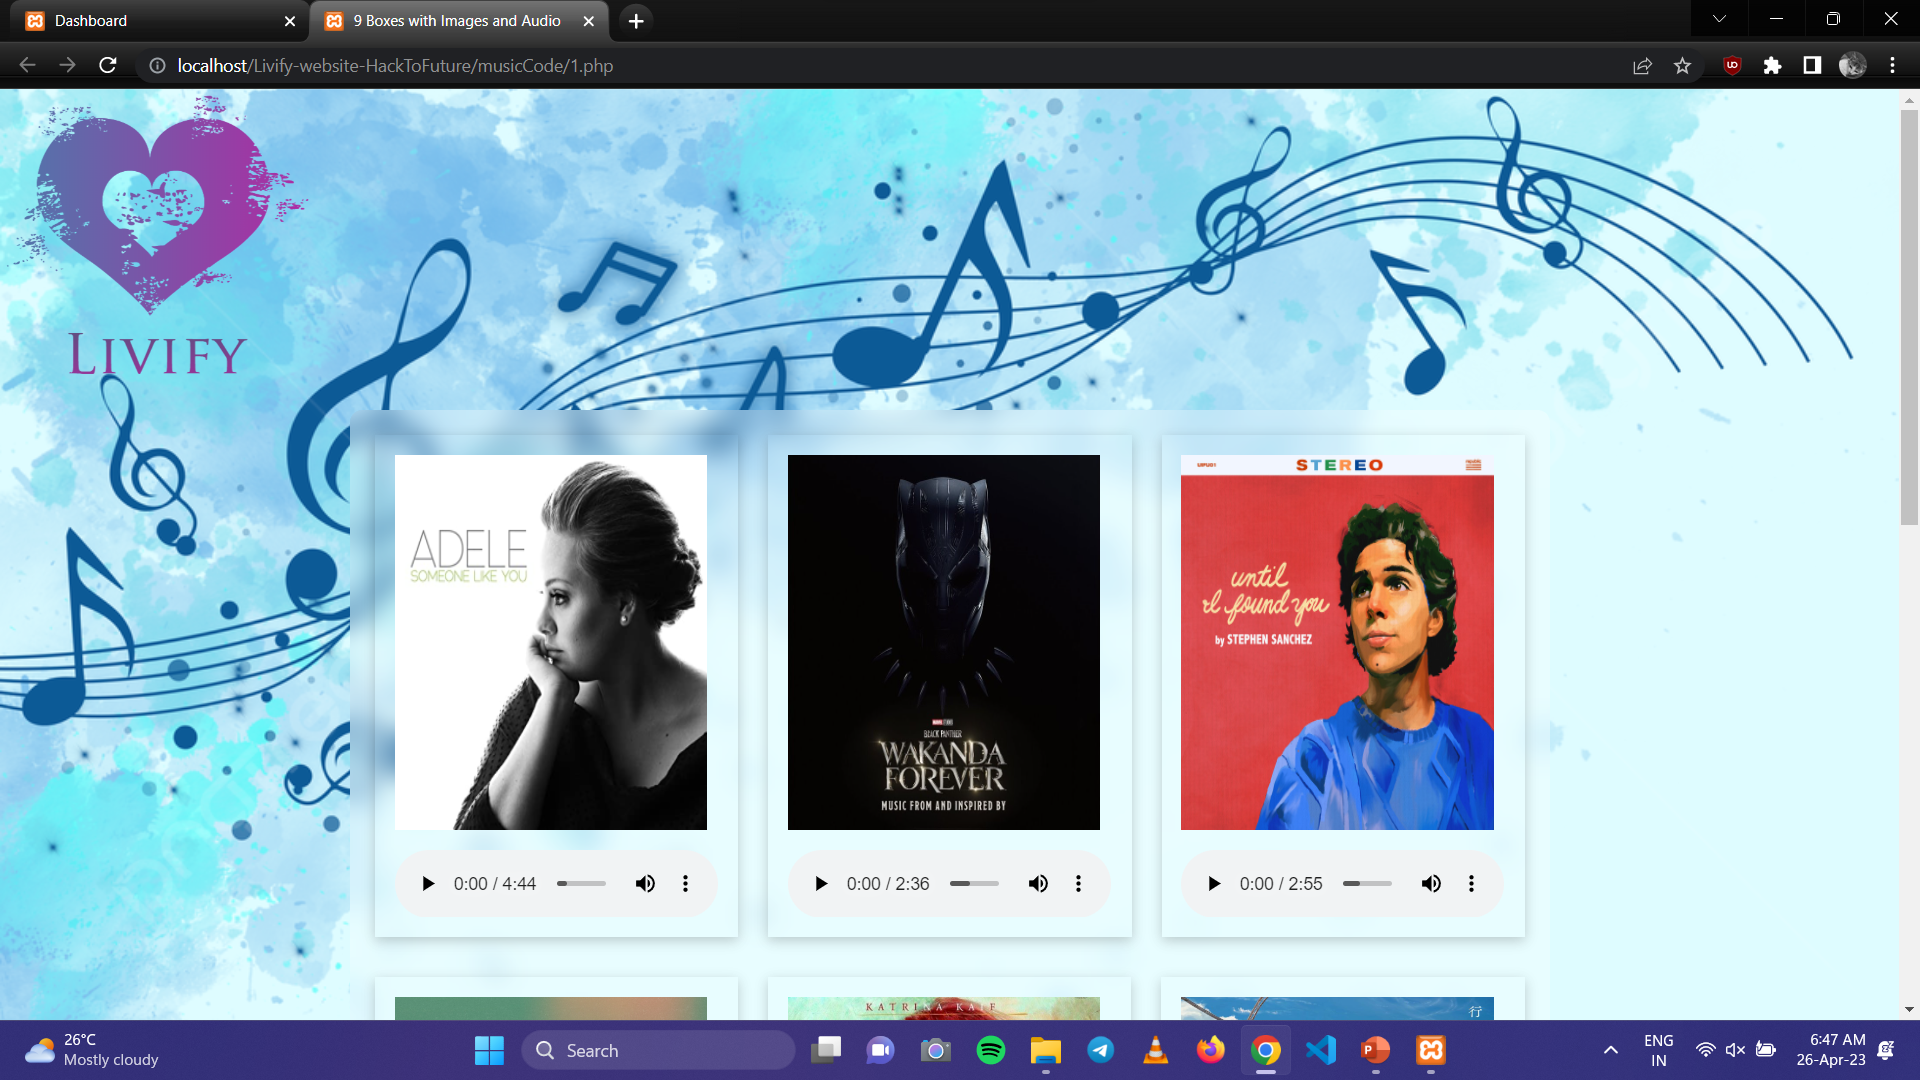 Dashboard
9 Boxes with Images and Audio
localhost/Livify-website-HackToFuture/musicCode/1.php
LIVIFY
ADELE
SOMEONE LIKE YOU
BLACK PANTHER
WAKANDA
FOREVER
MUSIC FROM AND INSPIRED BY
STEREO
until
I found you
by STEPHEN SANCHEZ
0:00 / 4:44
0:00 / 2:36
0:00 / 2:55
KATRINA KAIF
行
26°C
Mostly cloudy
Search
ENG
IN
6:47 AM
26-Apr-23